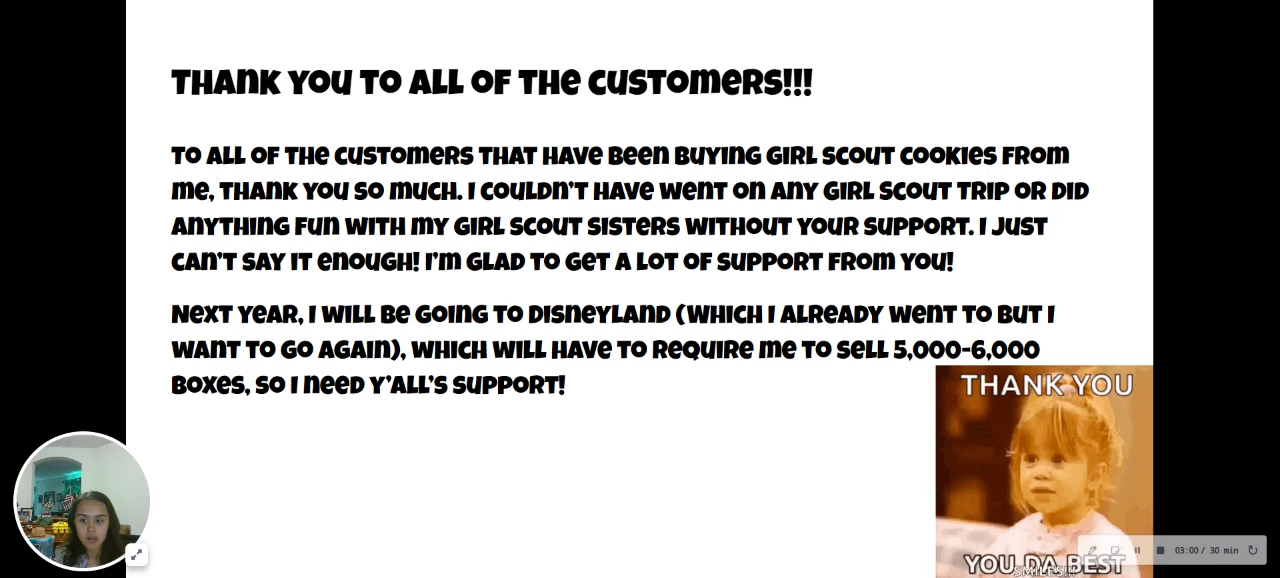 THANK YOU TO ALL OF THE CUSTOMERS!!!
TO ALL OF THE CUSTOMERS THAT HAVE BEEN BUYING GIRL SCOUT COOKIES FROM
ME, THANK YOU SO MUCH. I COULDN'T HAVE WENT ON ANY GIRL SCOUT TRIP OR DID
ANYTHING FUN WITH MY GIRL SCOUT SISTERS WITHOUT YOUR SUPPORT. I JUST
CAN'T SAY IT ENOUGH! I'M GLAD TO GET A LOT OF SUPPORT FROM YOU!
NEXT YEAR, I WILL BE GOING TO DISNEYLAND (WHICH I ALREADY WENT TO BUT I
WANT TO GO AGAIN), WHICH WILL HAVE TO REQUIRE ME TO SELL 5,000-6,000
BOXES, SO I NEED Y'ALL'S SUPPORT!
THANK YOU
YOU DA BEST
03:00 / 30 min